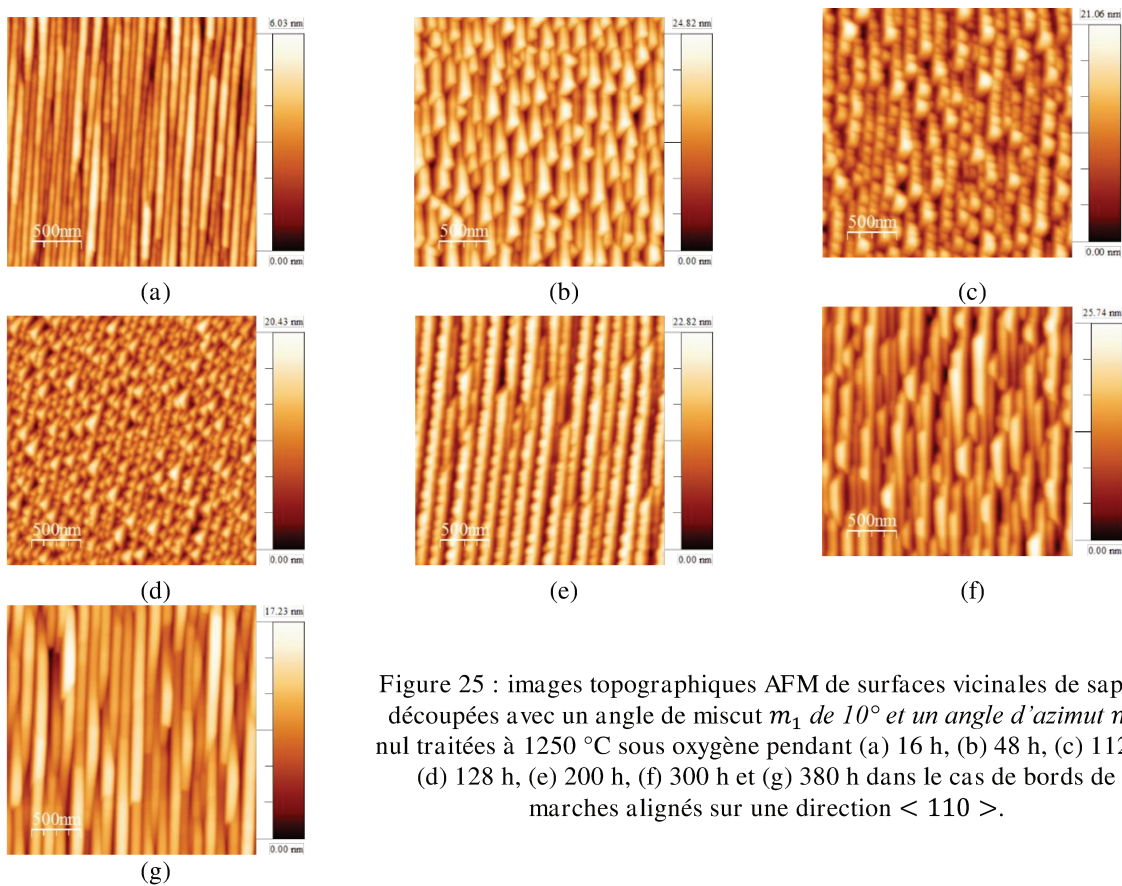 6.03 nm
500nm
0.00 nm
(a)
24.82 nm
500nm
0.00 nm
(b)
21.06 nm
500nm
0.00 nm
(c)
20.43 nm
500nm
0.00 nm
(d)
22.82 nm
500nm
0.00 nm
(e)
25.74 nm
500nm
0.00 nm
(f)
17.23 nm
500nm
0.00 nm
(g)
Figure 25 : images topographiques AFM de surfaces vicinales de sap
découpées avec un angle de miscut m₁ de 10° et un angle d’azimut
nul traitées à 1250 °C sous oxygène pendant (a) 16 h, (b) 48 h, (c) 112
(d) 128 h, (e) 200 h, (f) 300 h et (g) 380 h dans le cas de bords de
marches alignés sur une direction < 110 >.